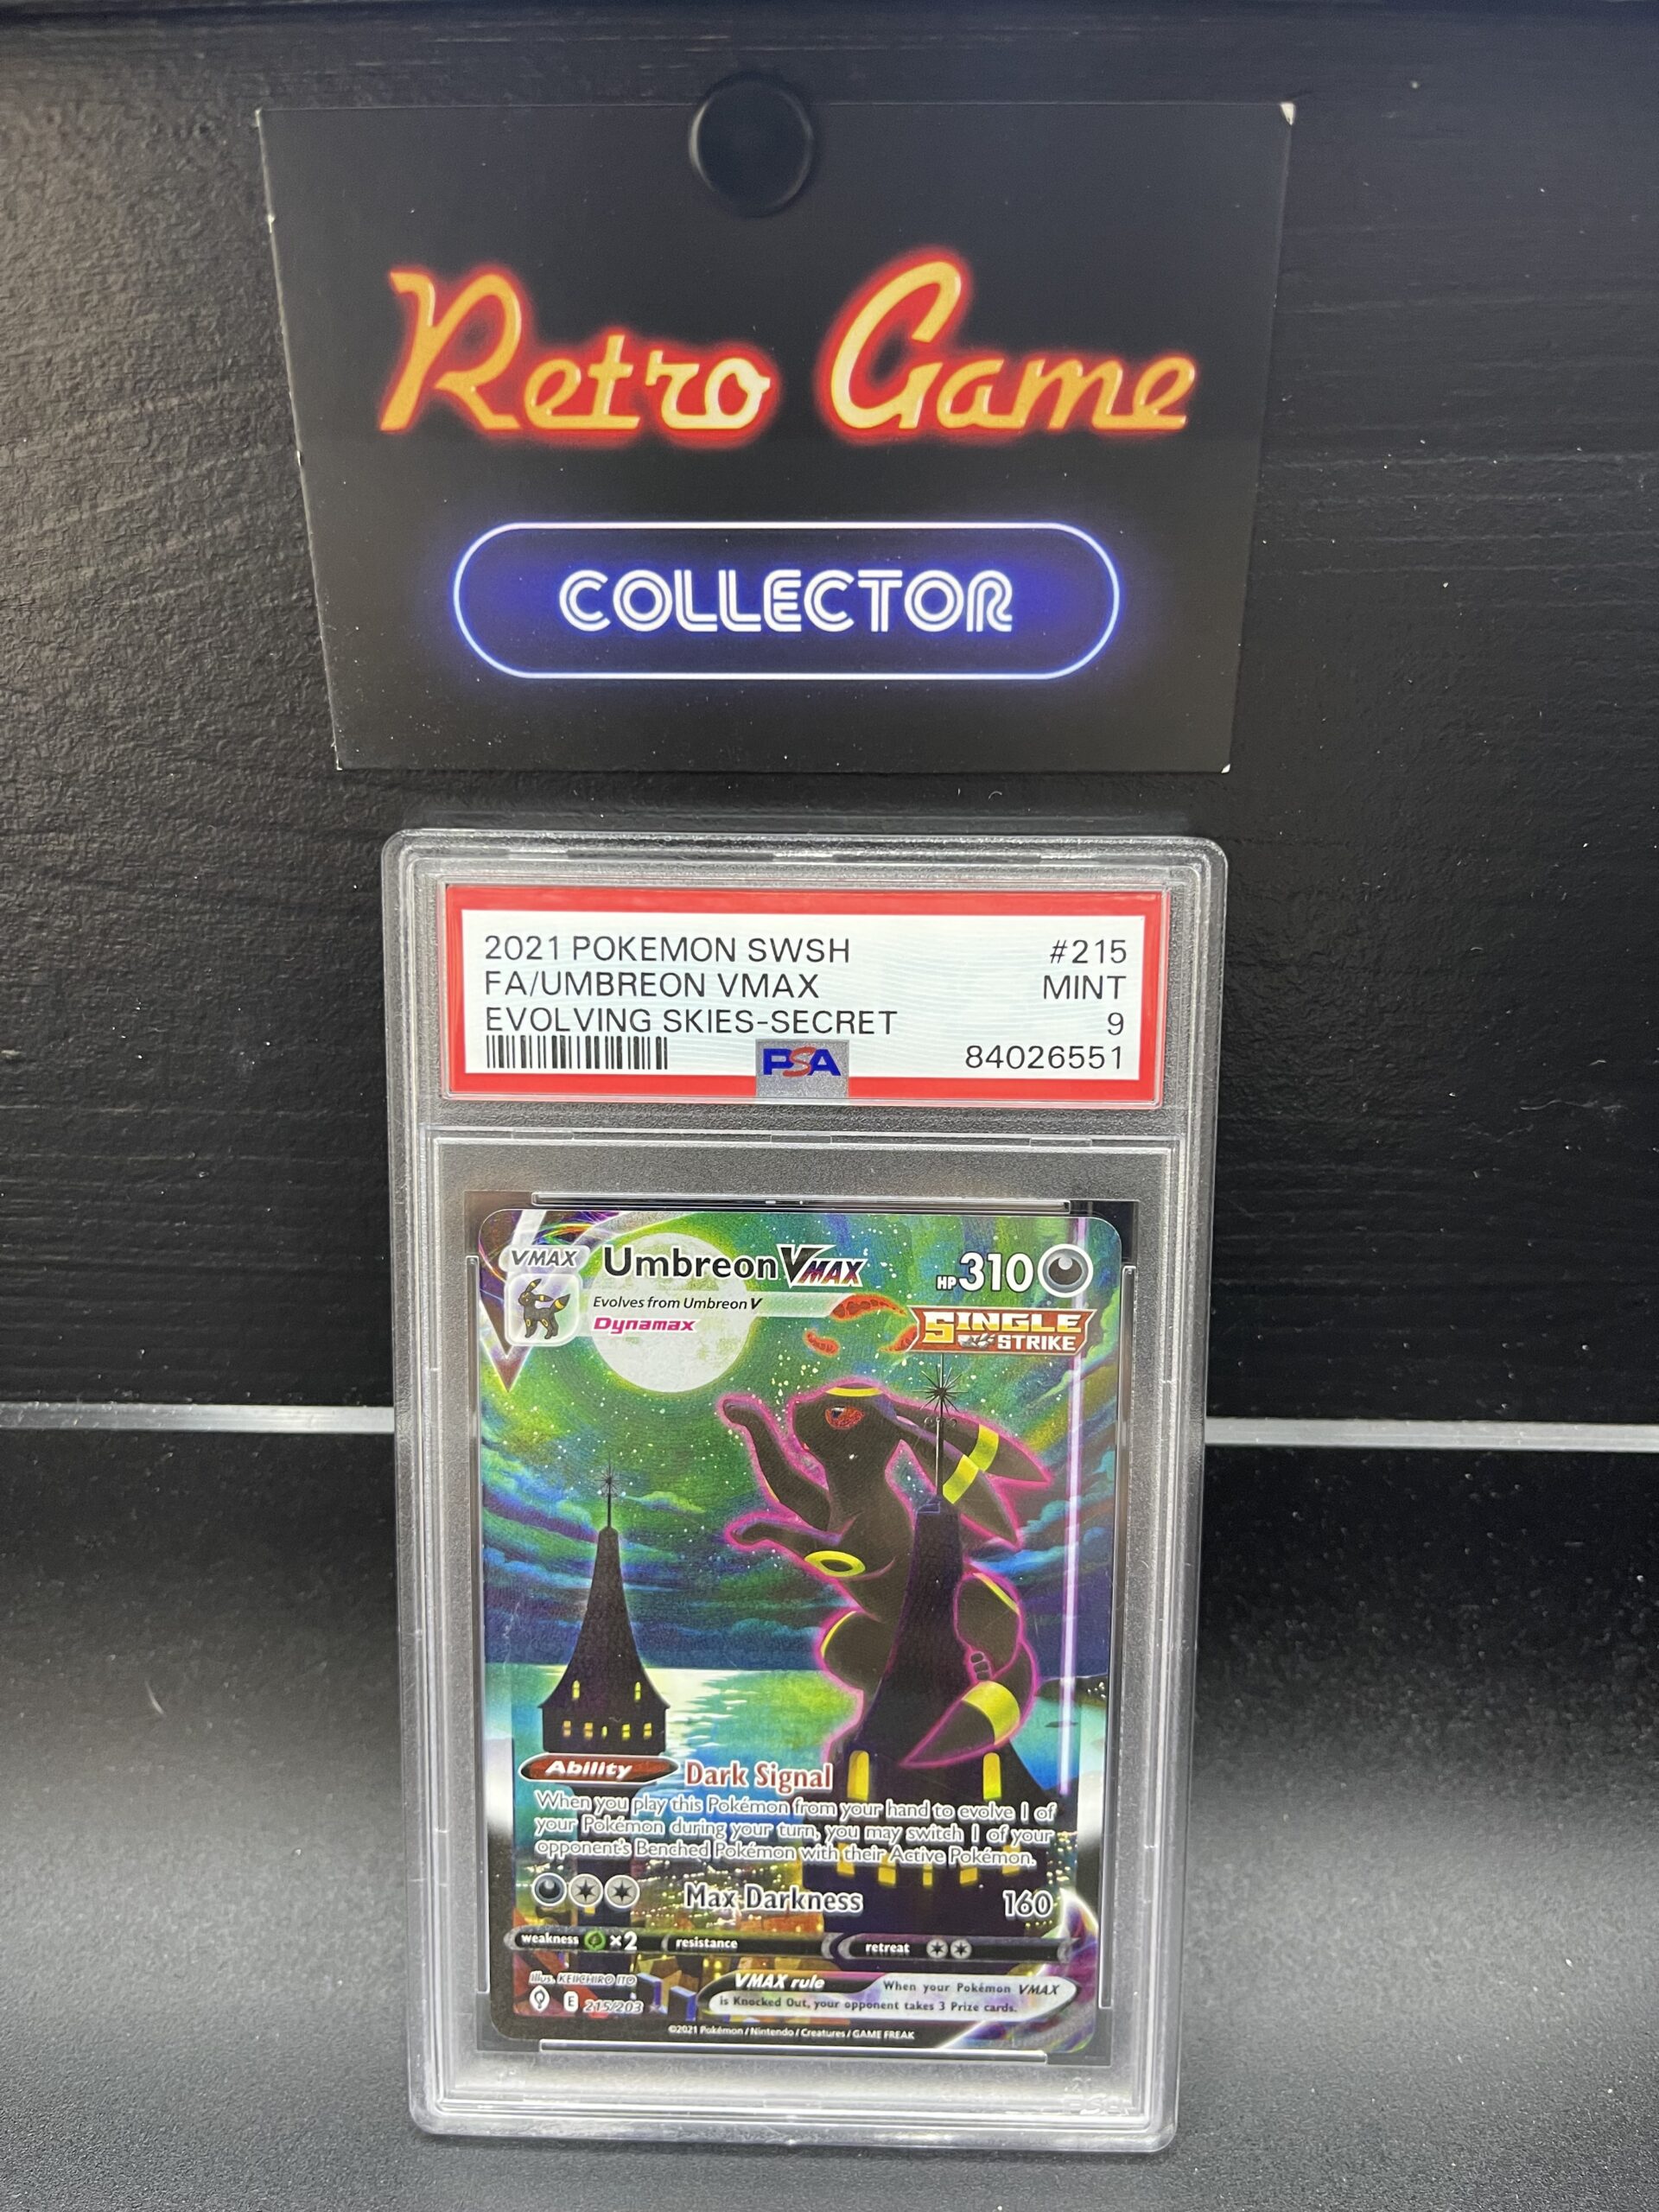 Retro Game
COLLECTOR
2021 POKEMON SWSH #215
FA/UMBREON VMAX MINT
EVOLVING SKIES-SECRET 9
PSA 84026551
VMAX Umbreon VMAX HP 310
Evolves from Umbreon V
Dynamax
SINGLE
STRIKE
Ability Dark Signal
When you play this Pokémon from your hand to evolve 1 of
your Pokémon during your turn, you may switch 1 of your
opponent's Benched Pokémon with their Active Pokémon.
Max Darkness 160
weakness ×2 resistance retreat
Illus. KEIICHIRO ITO
VMAX rule When your Pokémon VMAX
is Knocked Out, your opponent takes 3 Prize cards.
E 215/203
©2021 Pokémon / Nintendo / Creatures / GAME FREAK